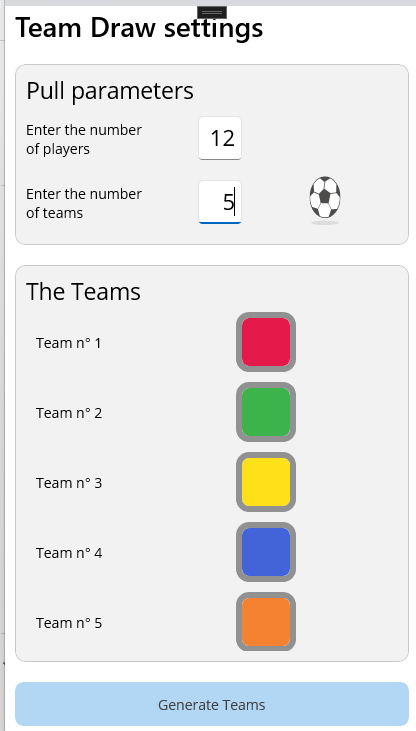 Team Draw settings
Pull parameters
Enter the number
of players
12
Enter the number
of teams
5
The Teams
Team n° 1
Team n° 2
Team n° 3
Team n° 4
Team n° 5
Generate Teams